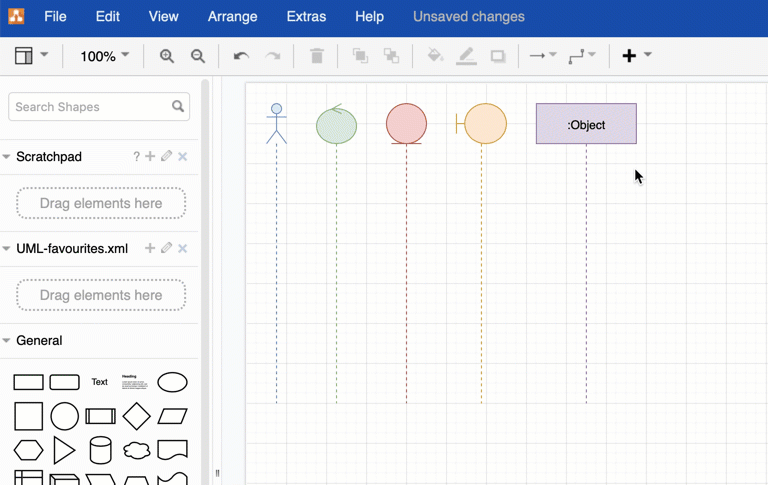 File Edit View Arrange Extras Help Unsaved changes
100%
Search Shapes
Scratchpad ?
Drag elements here
UML-favourites.xml
Drag elements here
General
Text
Heading
:Object